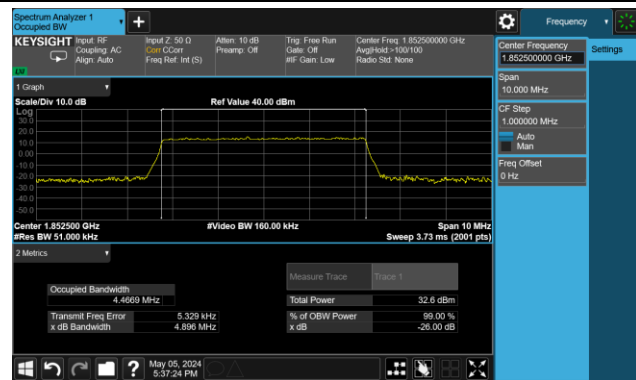 Spectrum Analyzer 1
Occupied BW
Frequency
KEYSIGHT
Input: RF
Coupling: AC
Align: Auto
Input Z: 50 Ω
Corr CCorr
Freq Ref: Int (S)
Atten: 10 dB
Preamp: Off
Trig: Free Run
Gate: Off
#IF Gain: Low
Center Freq: 1.852500000 GHz
Avg|Hold:>100/100
Radio Std: None
Center Frequency
1.852500000 GHz
Settings
Span
10.000 MHz
CF Step
1.000000 MHz
Auto
Man
Freq Offset
0 Hz
1 Graph
Scale/Div 10.0 dB
Ref Value 40.00 dBm
Log
30.0
20.0
10.0
0.00
-10.0
-20.0
-30.0
-40.0
-50.0
Center 1.852500 GHz
#Video BW 160.00 kHz
Span 10 MHz
#Res BW 51.000 kHz
Sweep 3.73 ms (2001 pts)
2 Metrics
Measure Trace
Trace 1
Occupied Bandwidth
4.4669 MHz
Total Power
32.6 dBm
Transmit Freq Error
5.329 kHz
% of OBW Power
99.00 %
x dB Bandwidth
4.896 MHz
x dB
-26.00 dB
?
May 05, 2024
5:37:24 PM